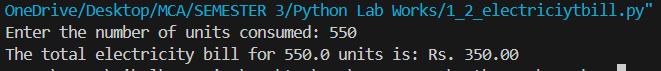 OneDrive/Desktop/MCA/SEMESTER 3/Python Lab Works/1_2_electriciytbill.py"
Enter the number of units consumed: 550
The total electricity bill for 550.0 units is: Rs. 350.00